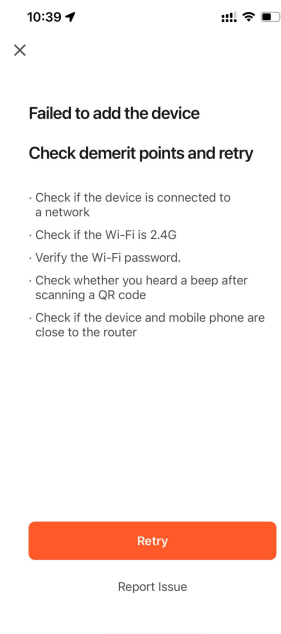 10:39
Failed to add the device
Check demerit points and retry
· Check if the device is connected to
a network
· Check if the Wi-Fi is 2.4G
· Verify the Wi-Fi password.
· Check whether you heard a beep after
scanning a QR code
· Check if the device and mobile phone are
close to the router
Retry
Report Issue